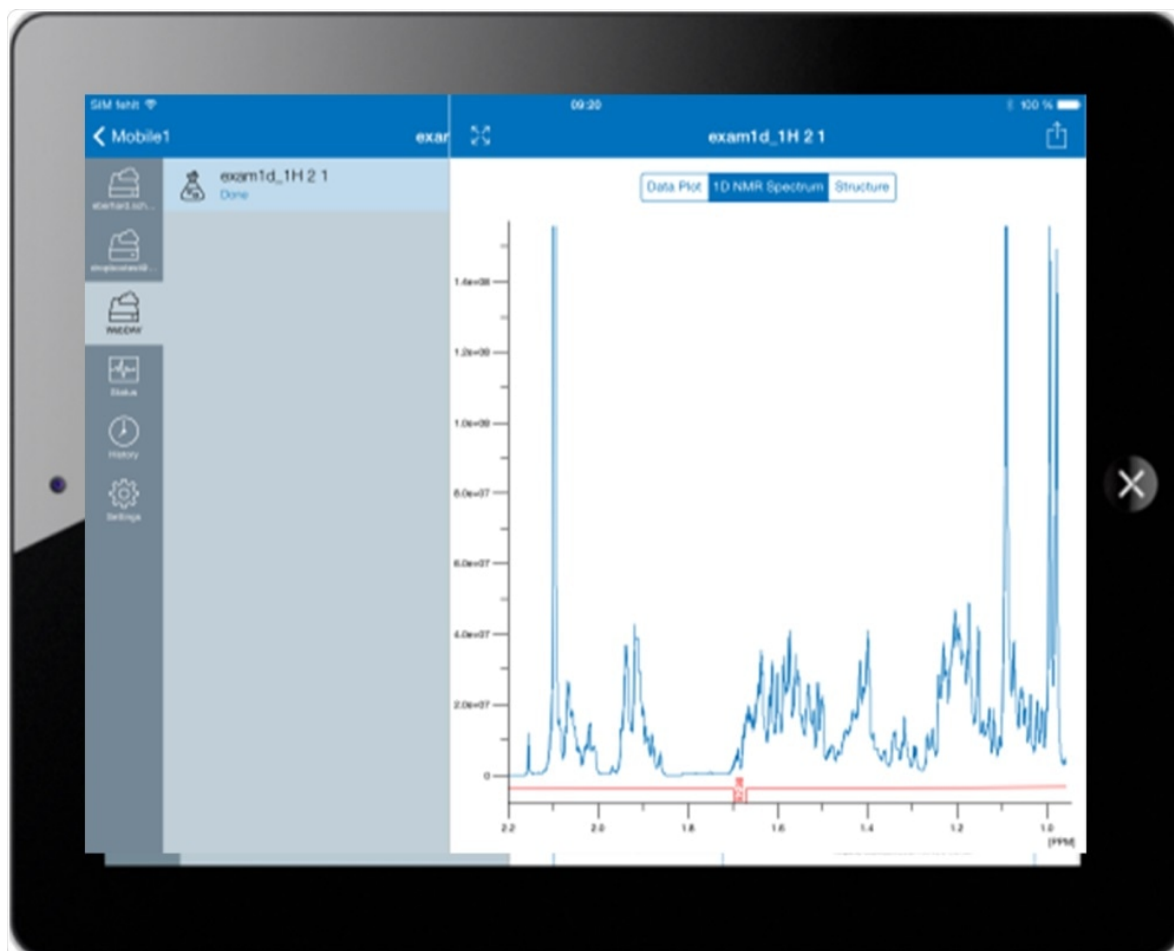 SIM fehlt
09:20
100 %
Mobile1
exar
exam1d_1H 2 1
exam1d_1H 2 1
Done
Data Plot
1D NMR Spectrum
Structure
eberhard.sch...
WebDAV
Status
History
Settings
1.4e+08
1.2e+08
1.0e+08
8.0e+07
6.0e+07
4.0e+07
2.0e+07
0
2.2
2.0
1.8
1.6
1.4
1.2
1.0
[PPM]